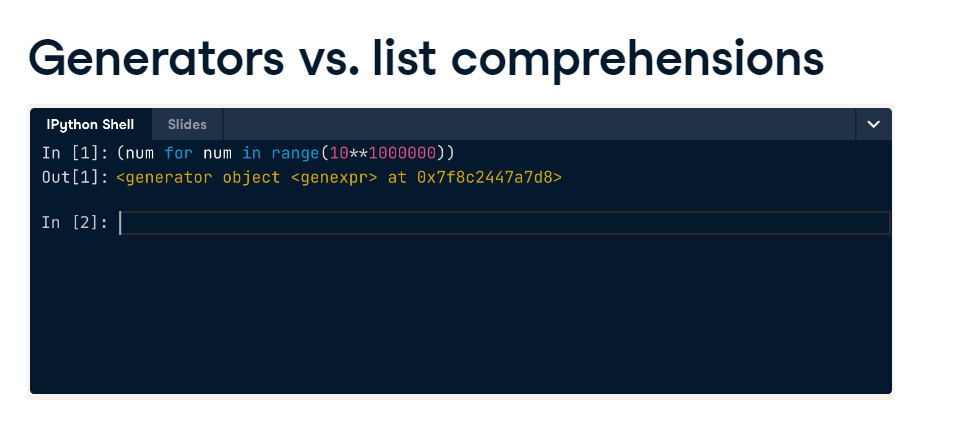 Generators vs. list comprehensions
IPython Shell Slides
In [1]: (num for num in range(10**1000000))
Out[1]: <generator object <genexpr> at 0x7f8c2447a7d8>
In [2]: